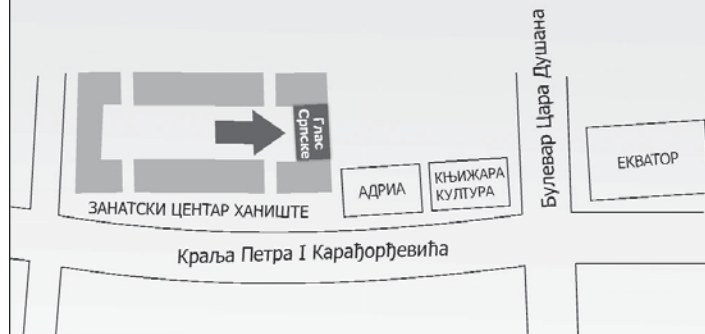 Глас
Српске
Булевар Цара Душана
АДРИА
КЊИЖАРА
КУЛТУРА
ЕКВАТОР
ЗАНАТСКИ ЦЕНТАР ХАНИШТЕ
Краља Петра I Карађорђевића